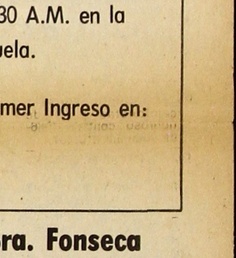 30 A.M. en la
uela.
mer Ingreso en:
ra. Fonseca